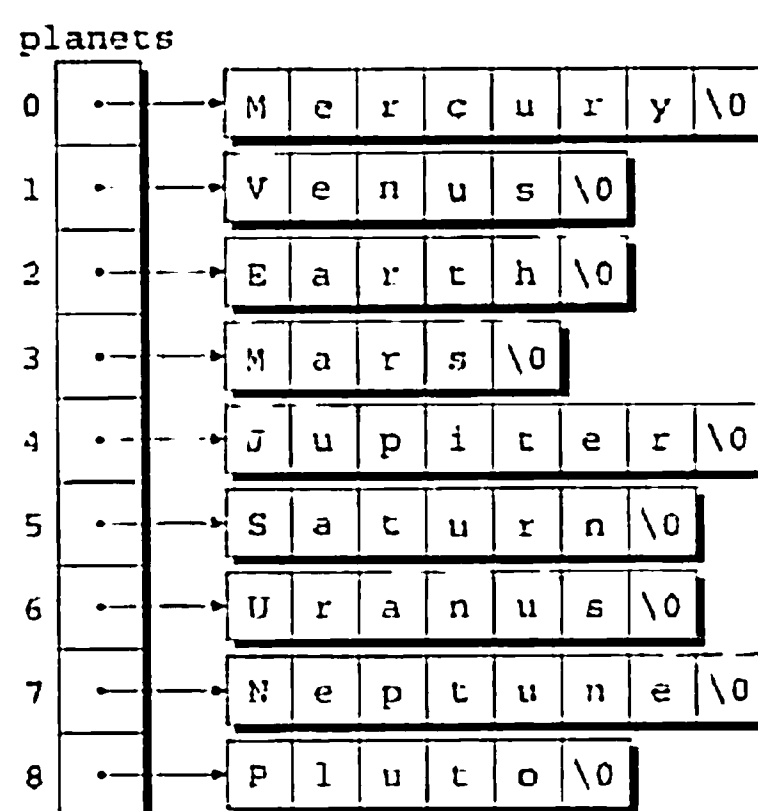 planets
0 M e r c u r y \0
1 V e n u s \0
2 E a r t h \0
3 M a r s \0
4 J u p i t e r \0
5 S a t u r n \0
6 U r a n u s \0
7 N e p t u n e \0
8 P l u t o \0